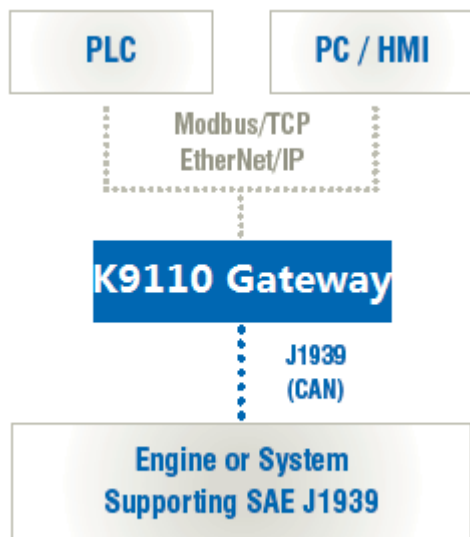 PLC
PC / HMI
Modbus/TCP
EtherNet/IP
K9110 Gateway
J1939
(CAN)
Engine or System
Supporting SAE J1939